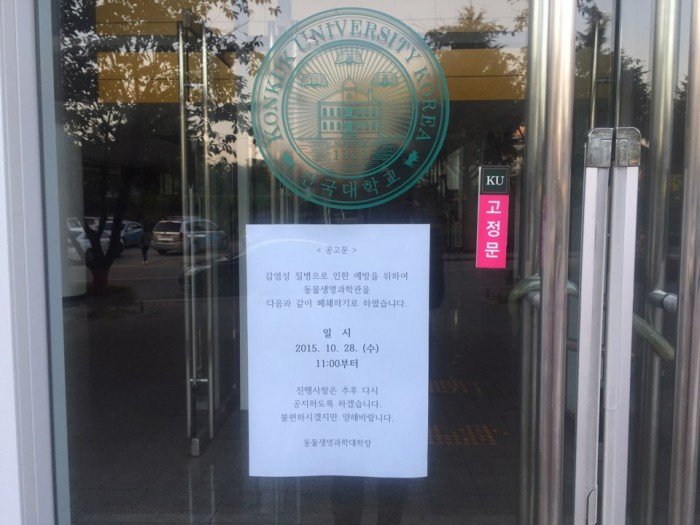 KONKUK UNIVERSITY KOREA
건국대학교
KU
고정문
< 공고문 >
감염성 질병으로 인한 예방을 위하여
동물생명과학관을
다음과 같이 폐쇄하기로 하였습니다.
일 시
2015. 10. 28. (수)
11:00부터
진행사항은 추후 다시
공지하도록 하겠습니다.
불편하시겠지만 양해바랍니다.
동물생명과학대학장